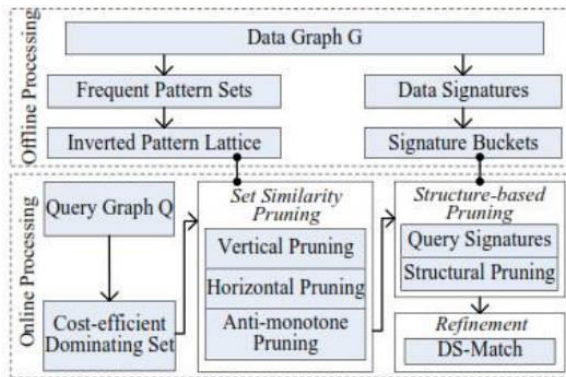 Offline Processing
Data Graph G
Frequent Pattern Sets
Data Signatures
Inverted Pattern Lattice
Signature Buckets
Online Processing
Query Graph Q
Cost-efficient
Dominating Set
Set Similarity
Pruning
Vertical Pruning
Horizontal Pruning
Anti-monotone
Pruning
Structure-based
Pruning
Query Signatures
Structural Pruning
Refinement
DS-Match